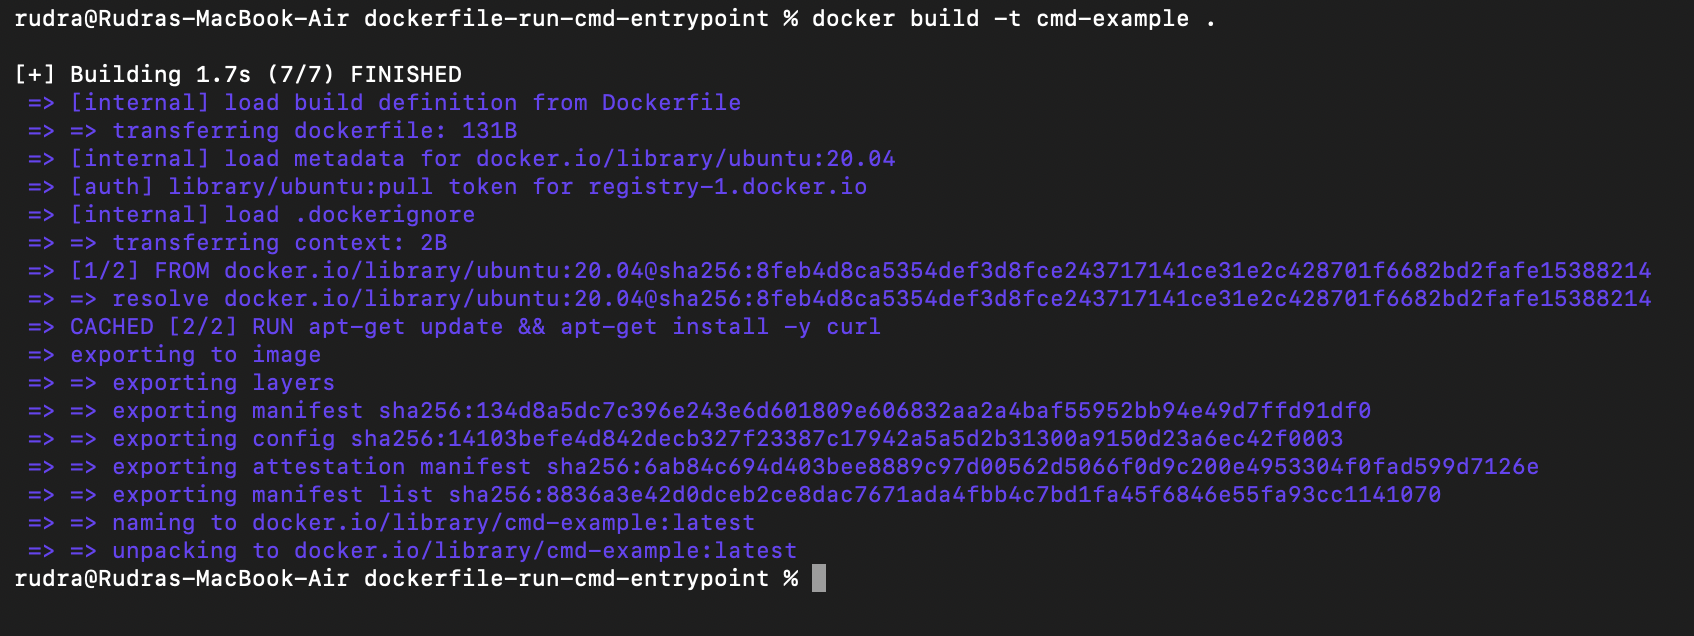 rudra@Rudras-MacBook-Air dockerfile-run-cmd-entrypoint % docker build -t cmd-example .
[+] Building 1.7s (7/7) FINISHED
=> [internal] load build definition from Dockerfile
=> => transferring dockerfile: 131B
=> [internal] load metadata for docker.io/library/ubuntu:20.04
=> [auth] library/ubuntu:pull token for registry-1.docker.io
=> [internal] load .dockerignore
=> => transferring context: 2B
=> [1/2] FROM docker.io/library/ubuntu:20.04@sha256:8feb4d8ca5354def3d8fce243717141ce31e2c428701f6682bd2fafe15388214
=> => resolve docker.io/library/ubuntu:20.04@sha256:8feb4d8ca5354def3d8fce243717141ce31e2c428701f6682bd2fafe15388214
=> CACHED [2/2] RUN apt-get update && apt-get install -y curl
=> exporting to image
=> => exporting layers
=> => exporting manifest sha256:134d8a5dc7c396e243e6d601809e606832aa2a4baf55952bb94e49d7ffd91df0
=> => exporting config sha256:14103befe4d842decb327f23387c17942a5a5d2b31300a9150d23a6ec42f0003
=> => exporting attestation manifest sha256:6ab84c694d403bee8889c97d00562d5066f0d9c200e4953304f0fad599d7126e
=> => exporting manifest list sha256:8836a3e42d0dceb2ce8dac7671ada4fbb4c7bd1fa45f6846e55fa93cc1141070
=> => naming to docker.io/library/cmd-example:latest
=> => unpacking to docker.io/library/cmd-example:latest
rudra@Rudras-MacBook-Air dockerfile-run-cmd-entrypoint %